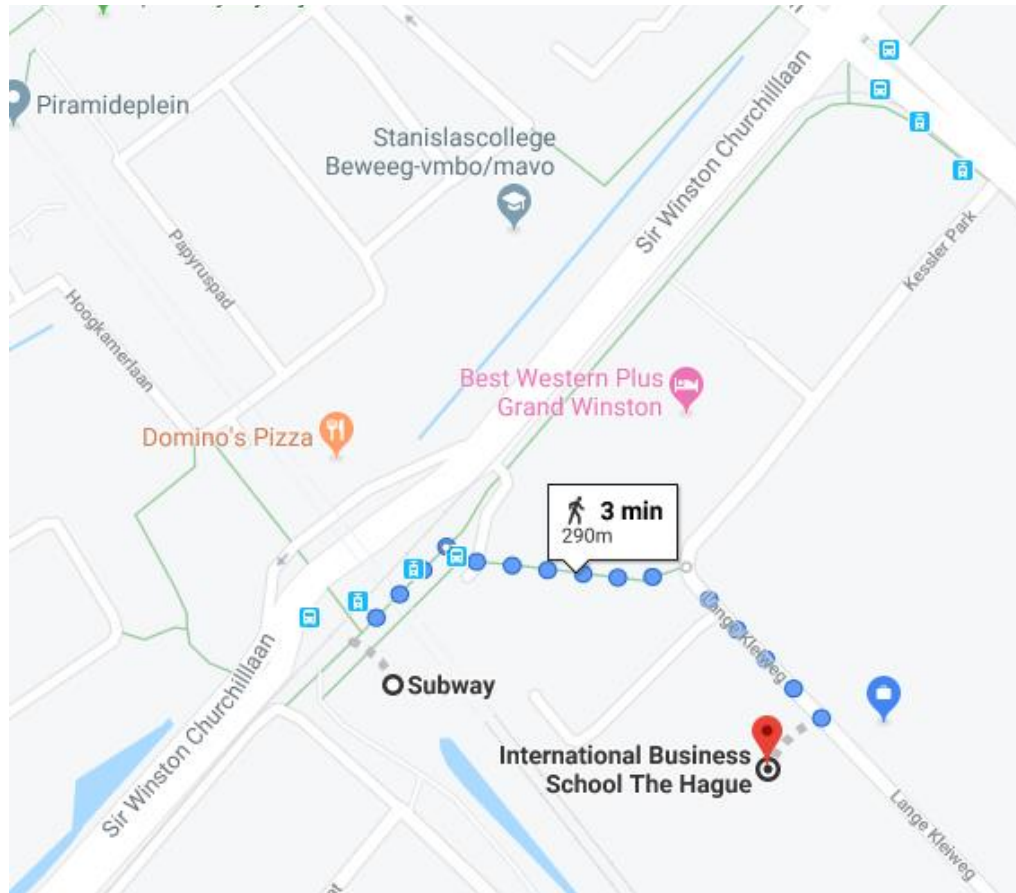 Piramideplein
Stanislascollege
Beweeg-vmbo/mavo
Sir Winston Churchilllaan
Papyruspad
Kessler Park
Hoogkamerlaan
Best Western Plus
Grand Winston
Domino's Pizza
3 min
290m
Lange Kleiweg
Subway
Sir Winston Churchilllaan
International Business
School The Hague
Lange Kleiweg